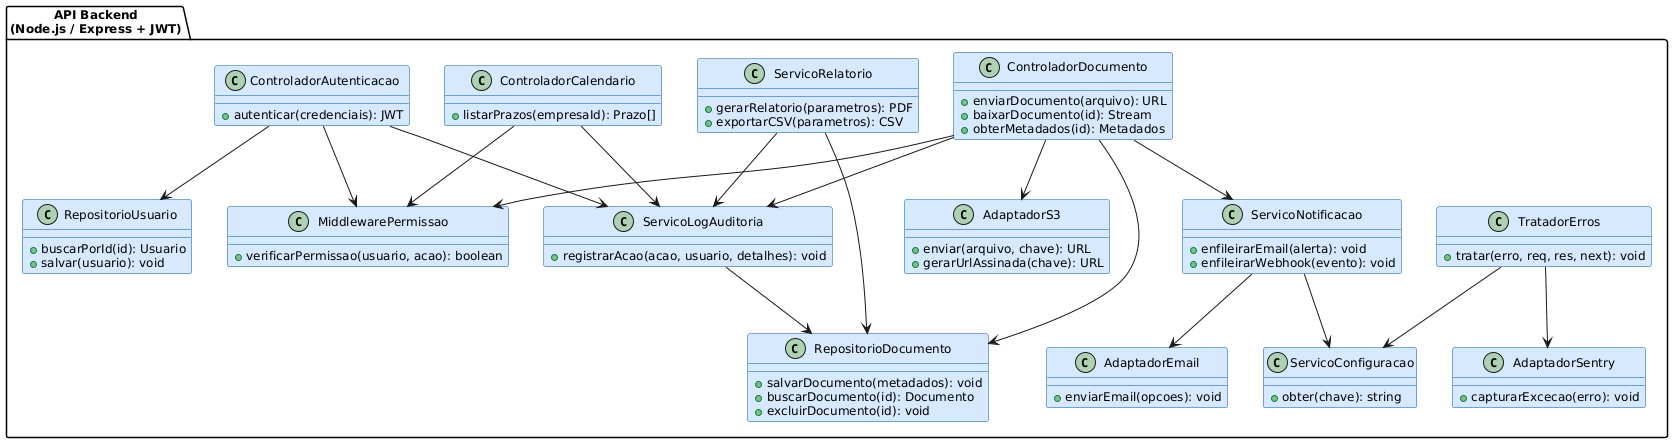 API Backend
(Node.js / Express + JWT)
C ControladorAutenticacao
autenticar(credenciais): JWT
C ControladorCalendario
listarPrazos(empresaId): Prazo[]
C ServicoRelatorio
gerarRelatorio(parametros): PDF
exportarCSV(parametros): CSV
C ControladorDocumento
enviarDocumento(arquivo): URL
baixarDocumento(id): Stream
obterMetadados(id): Metadados
C RepositorioUsuario
buscarPorId(id): Usuario
salvar(usuario): void
C MiddlewarePermissao
verificarPermissao(usuario, acao): boolean
C ServicoLogAuditoria
registrarAcao(acao, usuario, detalhes): void
C AdaptadorS3
enviar(arquivo, chave): URL
gerarUrlAssinada(chave): URL
C ServicoNotificacao
enfileirarEmail(alerta): void
enfileirarWebhook(evento): void
C TratadorErros
tratar(erro, req, res, next): void
C RepositorioDocumento
salvarDocumento(metadados): void
buscarDocumento(id): Documento
excluirDocumento(id): void
C AdaptadorEmail
enviarEmail(opcoes): void
C ServicoConfiguracao
obter(chave): string
C AdaptadorSentry
capturarExcecao(erro): void